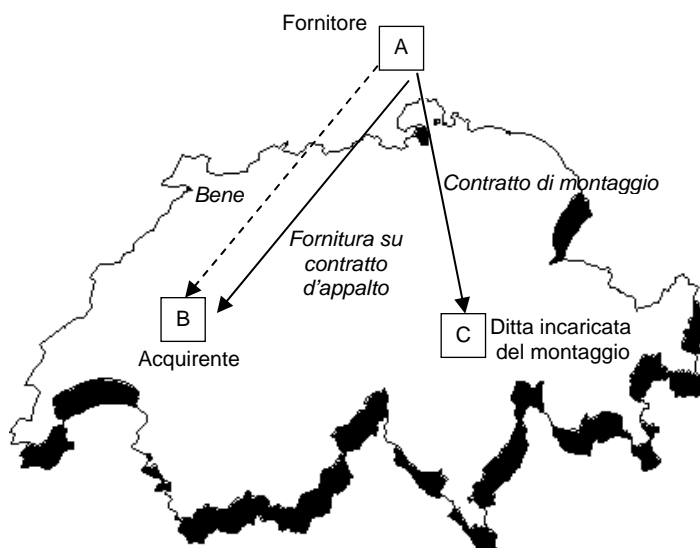 Fornitore
A
Bene
Contratto di montaggio
Fornitura su
contratto
d'appalto
B
Acquirente
C
Ditta incaricata
del montaggio